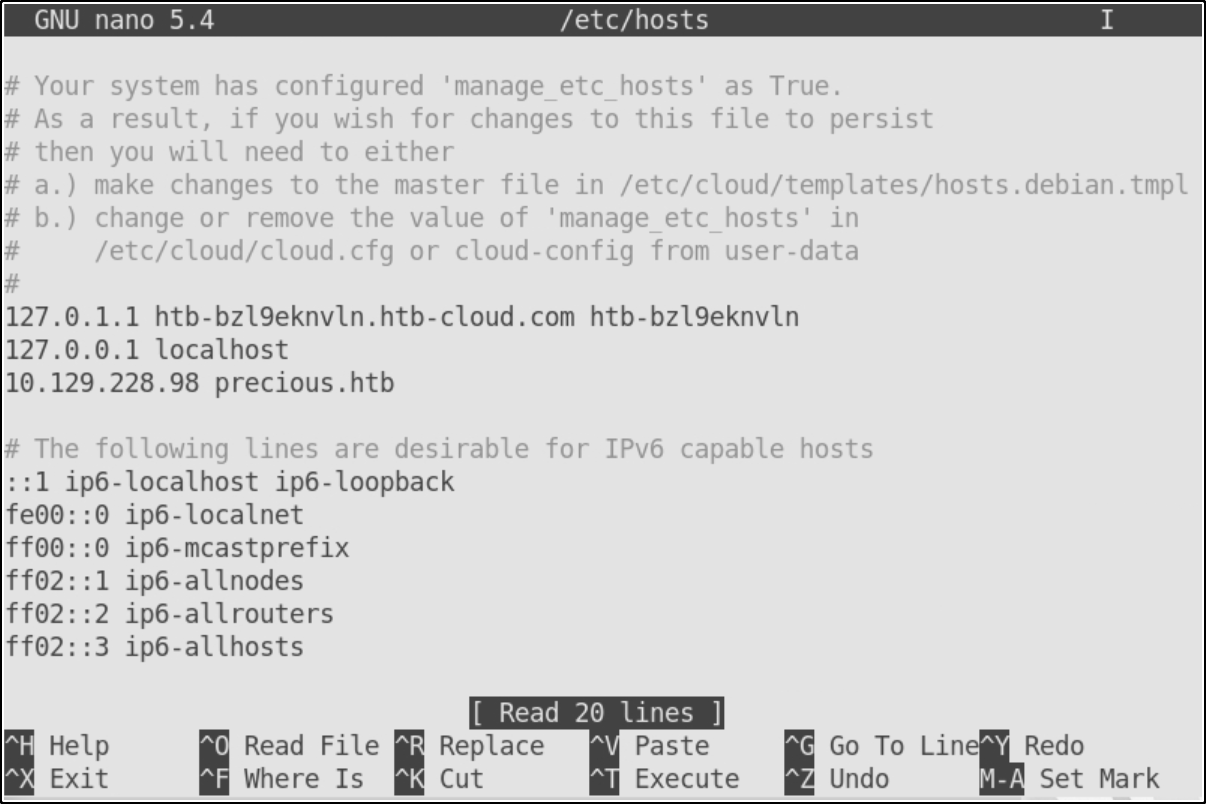 GNU nano 5.4 /etc/hosts I
# Your system has configured 'manage_etc_hosts' as True.
# As a result, if you wish for changes to this file to persist
# then you will need to either
# a.) make changes to the master file in /etc/cloud/templates/hosts.debian.tmpl
# b.) change or remove the value of 'manage_etc_hosts' in
#     /etc/cloud/cloud.cfg or cloud-config from user-data
#
127.0.1.1 htb-bzl9eknvln.htb-cloud.com htb-bzl9eknvln
127.0.0.1 localhost
10.129.228.98 precious.htb
# The following lines are desirable for IPv6 capable hosts
::1 ip6-localhost ip6-loopback
fe00::0 ip6-localnet
ff00::0 ip6-mcastprefix
ff02::1 ip6-allnodes
ff02::2 ip6-allrouters
ff02::3 ip6-allhosts
[ Read 20 lines ]
^H Help ^O Read File ^R Replace ^V Paste ^G Go To Line ^Y Redo
^X Exit ^F Where Is ^K Cut ^T Execute ^Z Undo M-A Set Mark